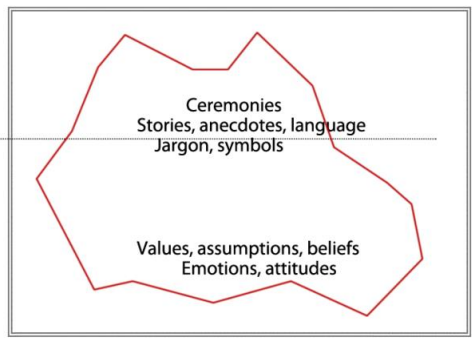 Ceremonies
Stories, anecdotes, language
Jargon, symbols
Values, assumptions, beliefs
Emotions, attitudes